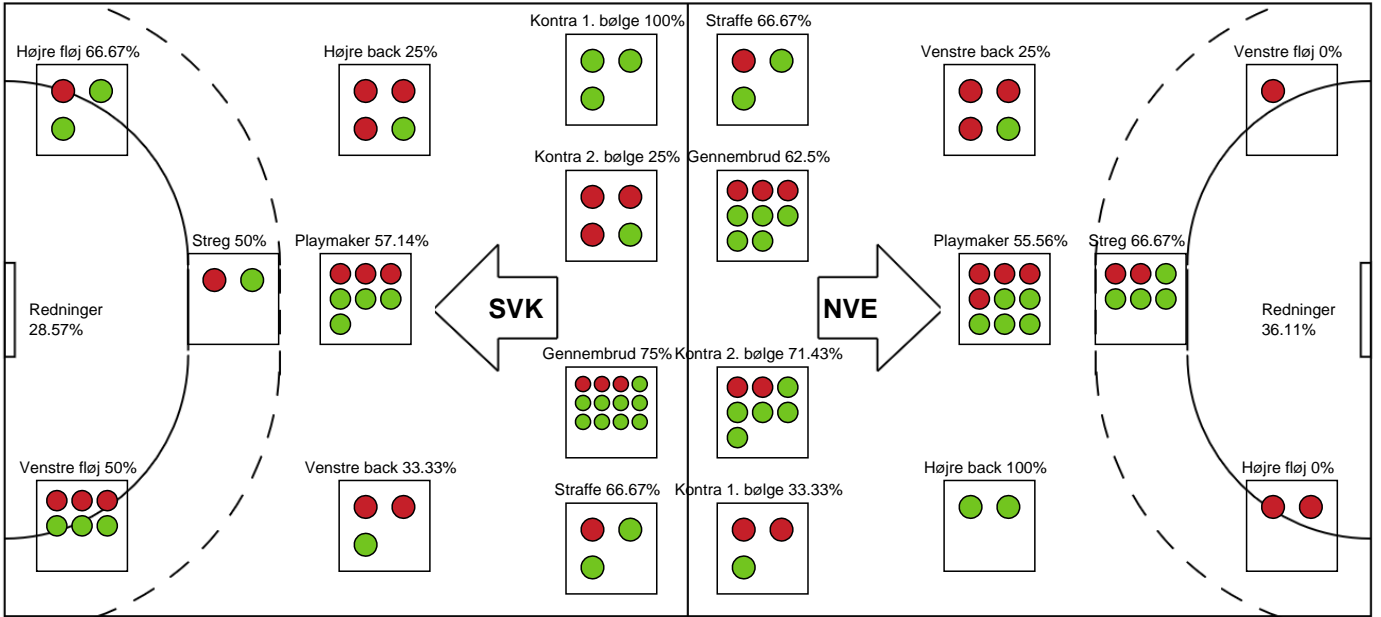 Kontra 1. bølge 100%
Straffe 66.67%
Højre fløj 66.67%
Højre back 25%
Venstre back 25%
Venstre fløj 0%
Kontra 2. bølge 25%
Gennembrud 62.5%
Streg 50%
Playmaker 57.14%
Playmaker 55.56%
Streg 66.67%
Redninger
28.57%
SVK
NVE
Redninger
36.11%
Gennembrud 75%
Kontra 2. bølge 71.43%
Venstre fløj 50%
Venstre back 33.33%
Højre back 100%
Højre fløj 0%
Straffe 66.67%
Kontra 1. bølge 33.33%